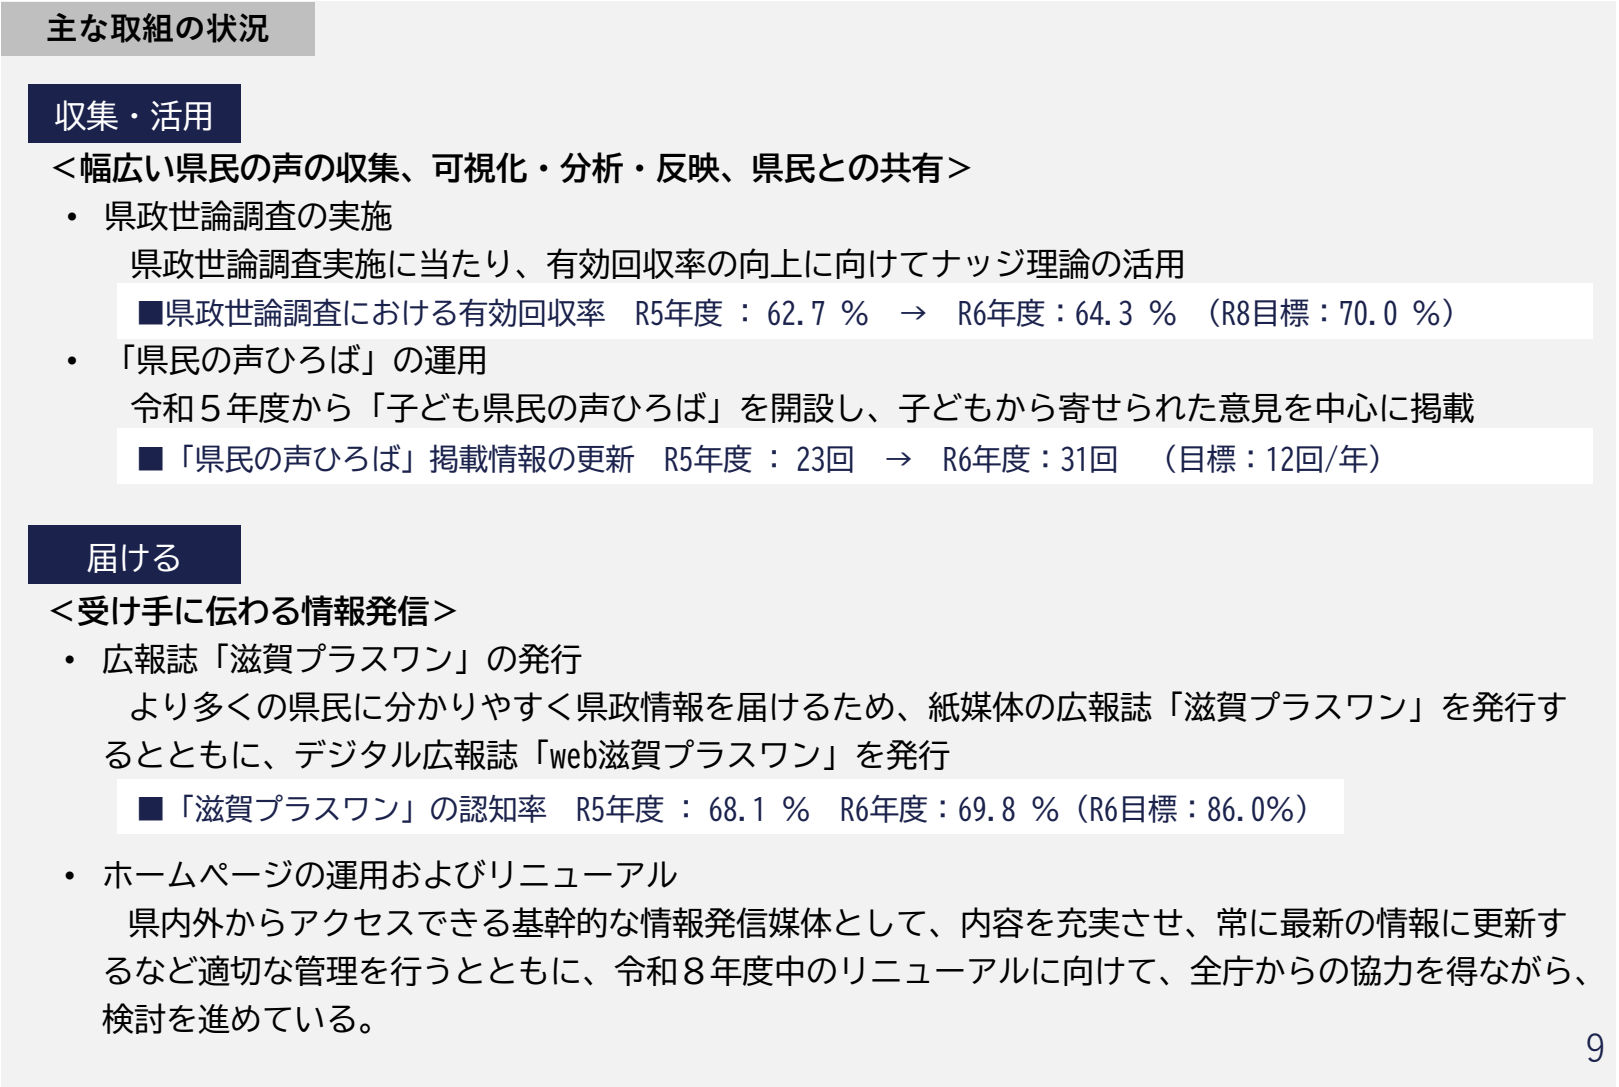 主な取組の状況
収集・活用
＜幅広い県民の声の収集、可視化・分析・反映、県民との共有＞
• 県政世論調査の実施
県政世論調査実施に当たり、有効回収率の向上に向けてナッジ理論の活用
■県政世論調査における有効回収率　R5年度 ： 62.7 ％　→　R6年度：64.3 ％　（R8目標：70.0 ％）
• 「県民の声ひろば」の運用
令和５年度から「子ども県民の声ひろば」を開設し、子どもから寄せられた意見を中心に掲載
■「県民の声ひろば」掲載情報の更新　R5年度 ： 23回　→　R6年度：31回　（目標：12回/年）
届ける
＜受け手に伝わる情報発信＞
• 広報誌「滋賀プラスワン」の発行
より多くの県民に分かりやすく県政情報を届けるため、紙媒体の広報誌「滋賀プラスワン」を発行す
るとともに、デジタル広報誌「web滋賀プラスワン」を発行
■「滋賀プラスワン」の認知率　R5年度 ： 68.1 ％　R6年度：69.8 ％（R6目標：86.0％）
• ホームページの運用およびリニューアル
県内外からアクセスできる基幹的な情報発信媒体として、内容を充実させ、常に最新の情報に更新す
るなど適切な管理を行うとともに、令和８年度中のリニューアルに向けて、全庁からの協力を得ながら、
検討を進めている。
9